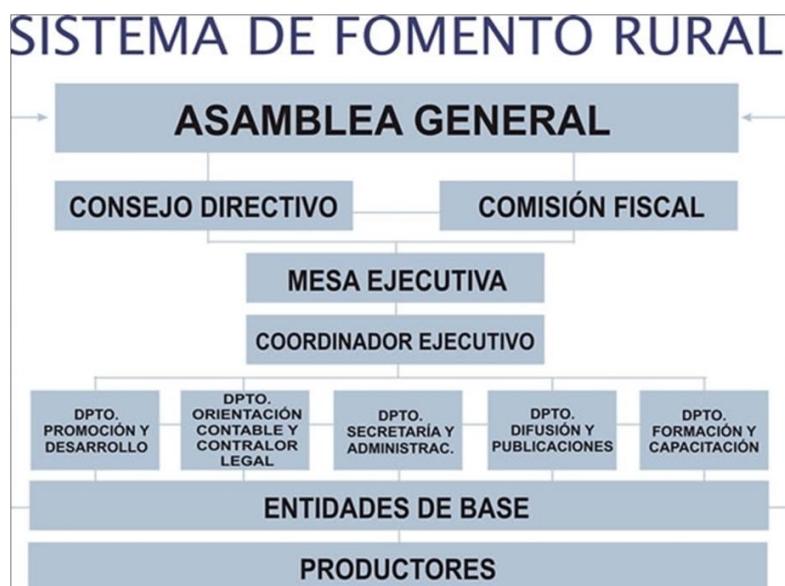 SISTEMA DE FOMENTO RURAL
ASAMBLEA GENERAL
CONSEJO DIRECTIVO
COMISIÓN FISCAL
MESA EJECUTIVA
COORDINADOR EJECUTIVO
DPTO.
PROMOCIÓN Y
DESARROLLO
DPTO.
ORIENTACIÓN
CONTABLE Y
CONTRALOR
LEGAL
DPTO.
SECRETARÍA Y
ADMINISTRAC.
DPTO.
DIFUSIÓN Y
PUBLICACIONES
DPTO.
FORMACIÓN Y
CAPACITACIÓN
ENTIDADES DE BASE
PRODUCTORES